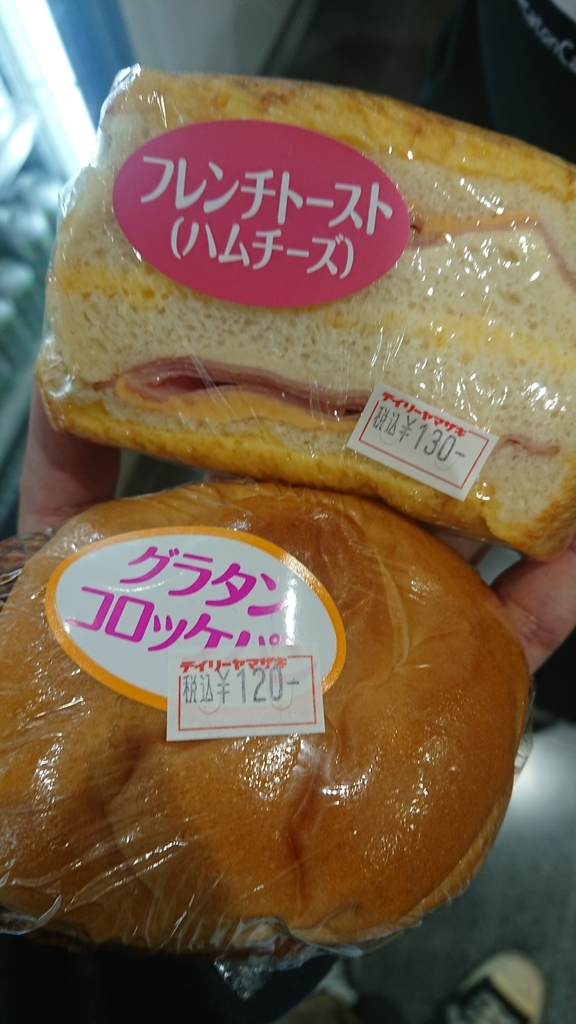 フレンチトースト
(ハムチーズ)
デイリーヤマザキ
税込¥130-
グラタン
コロッケパ
デイリーヤマザキ
税込¥120-